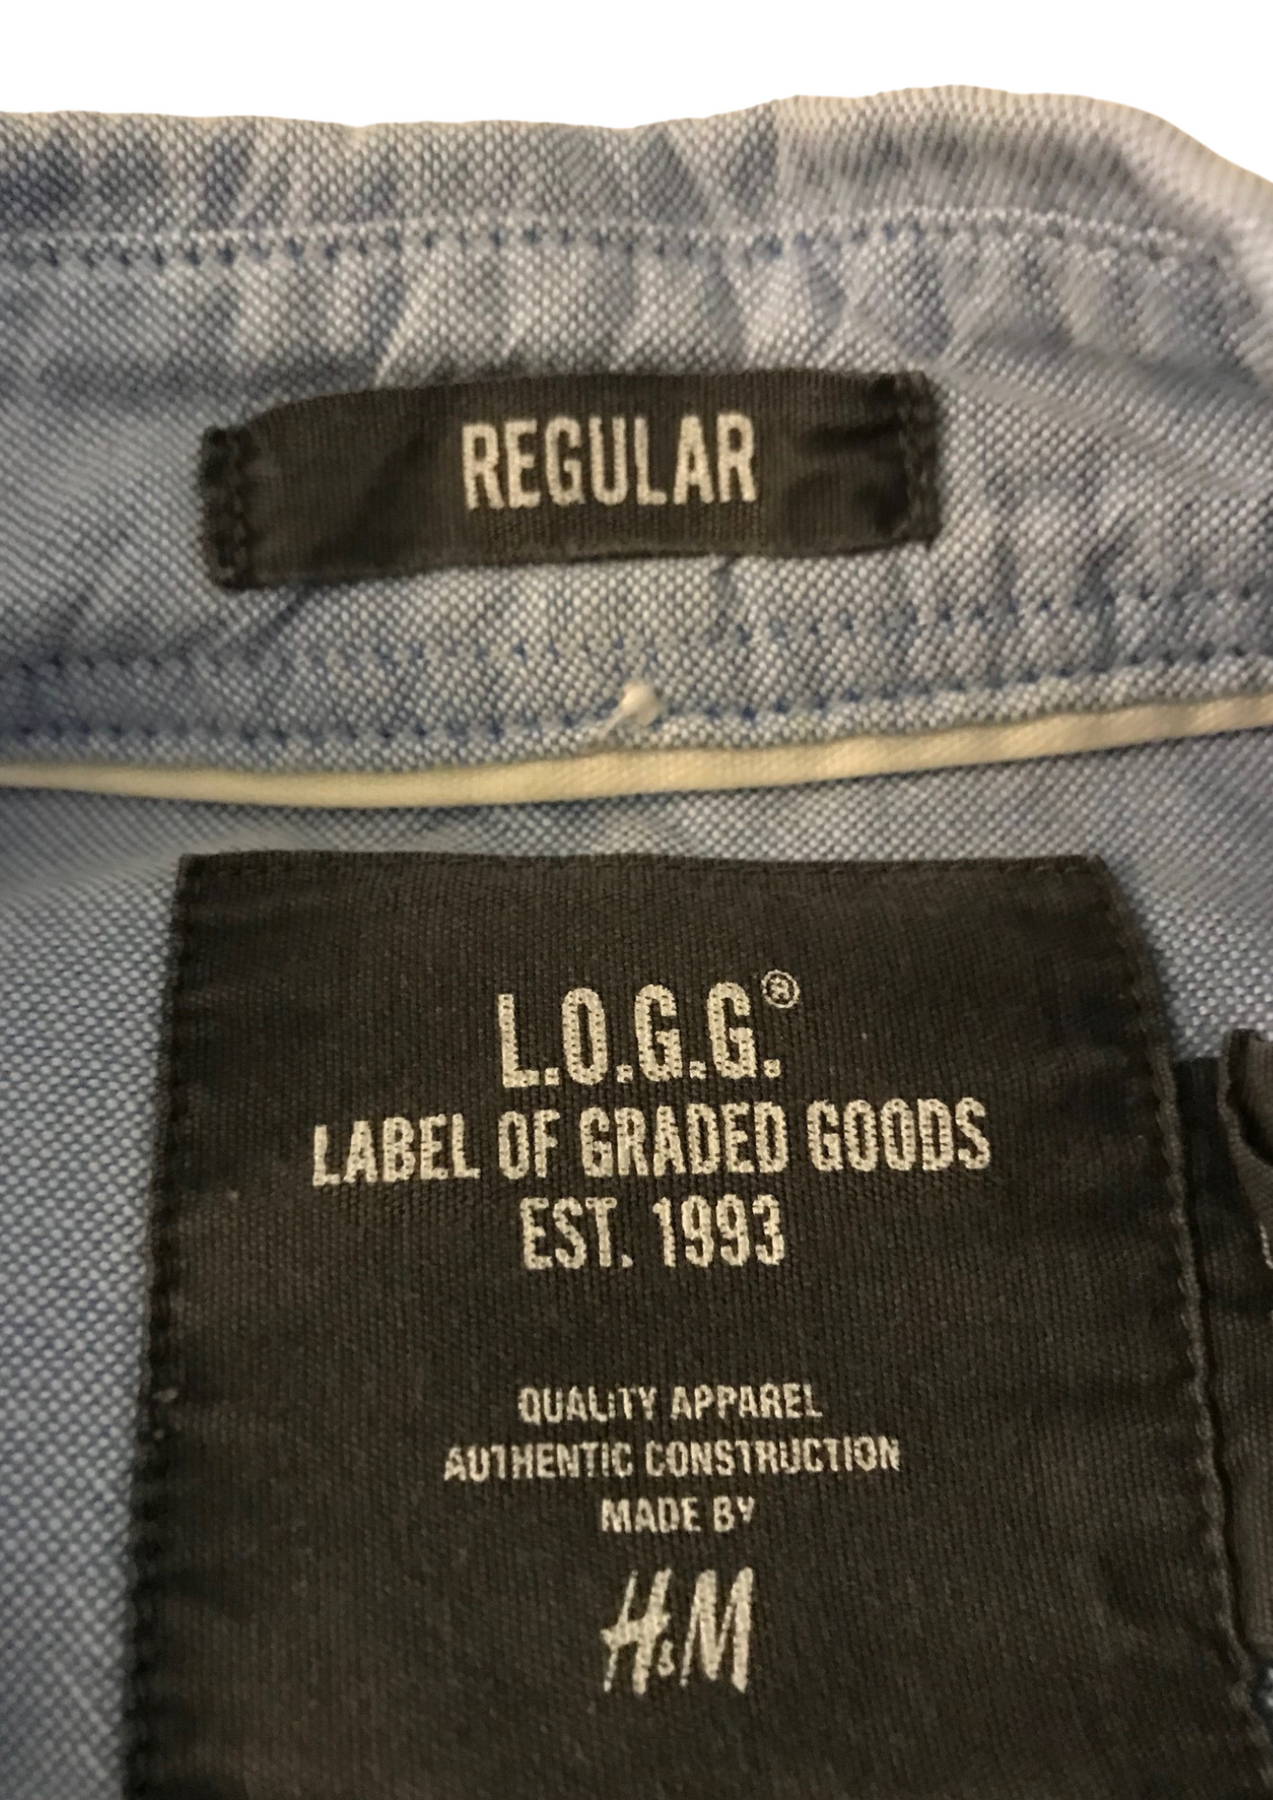 REGULAR
L.O.G.G.®
LABEL OF GRADED GOODS
EST. 1993
QUALITY APPAREL
AUTHENTIC CONSTRUCTION
MADE BY
H&M